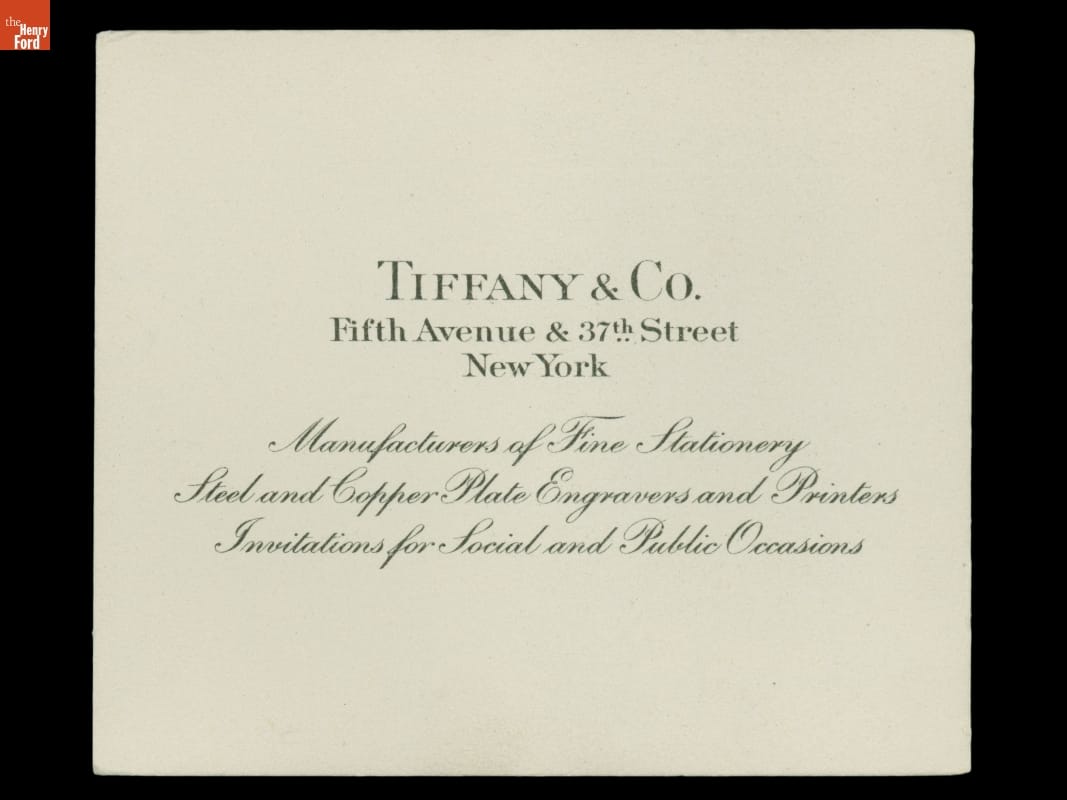 the
Henry
Ford
TIFFANY & CO.
Fifth Avenue & 37th Street
New York
Manufacturers of Fine Stationery
Steel and Copper Plate Engravers and Printers
Invitations for Social and Public Occasions